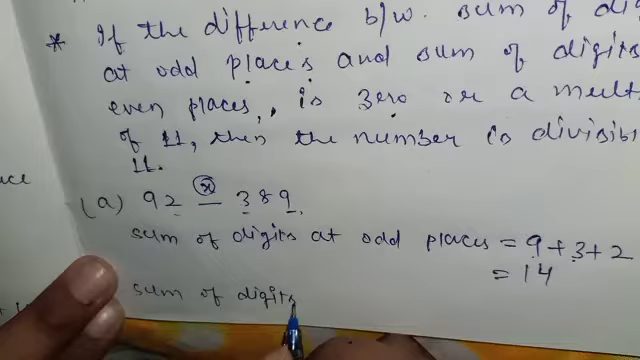 * If the difference b/w. sum of
at odd places and sum of digits
even places, is zero or a
of 11, then the number is
11.
(a) 92 (x) _ 389.
sum of digits at odd places = 9+3+2
= 14
sum of digits